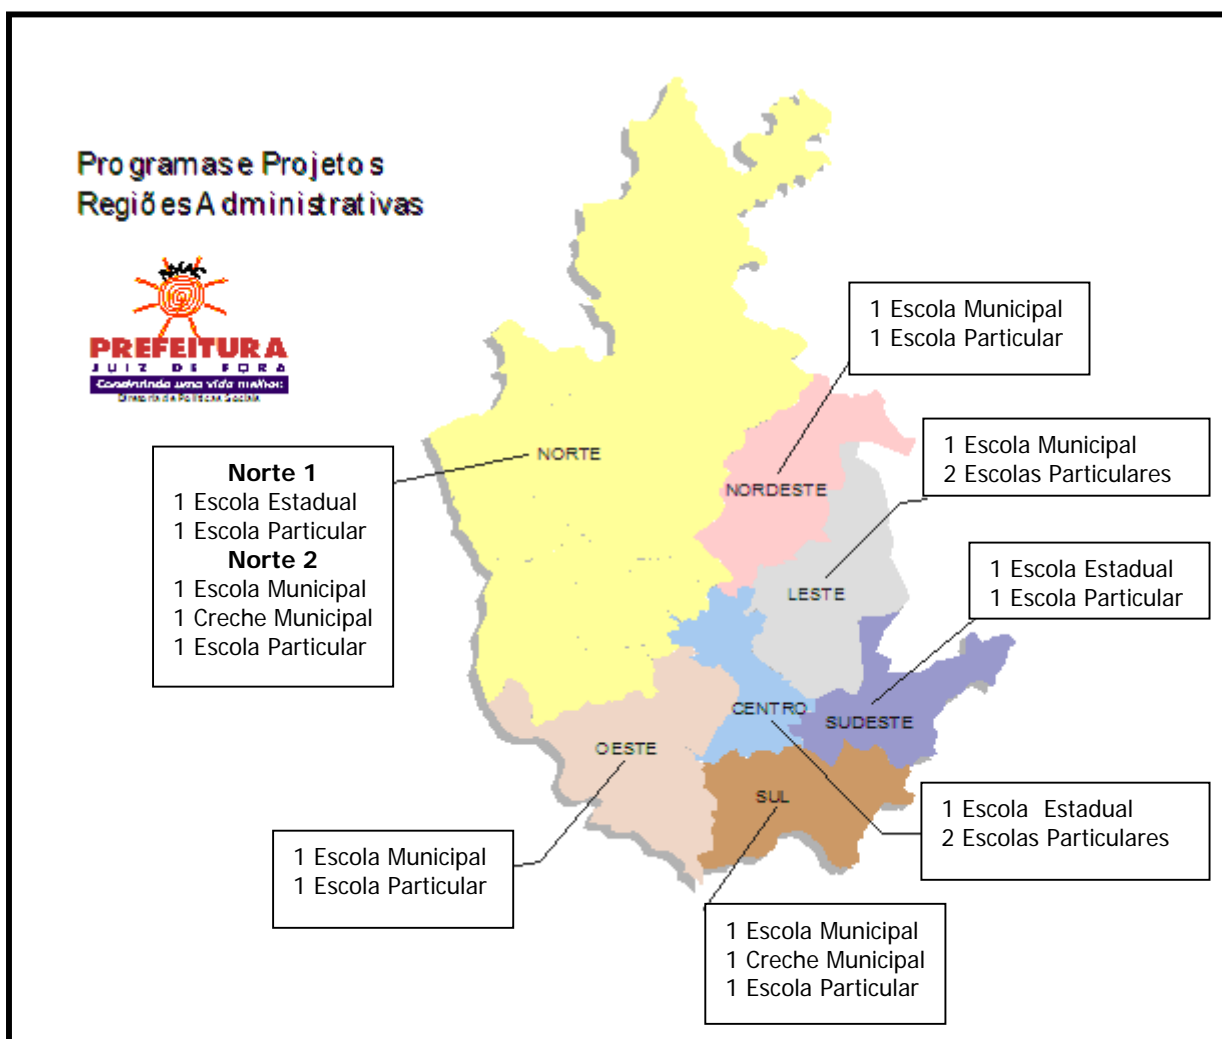 Programas e Projetos
Regiões Administrativas
PREFEITURA
JUIZ DE FORA
Construindo uma vida melhor
Diretoria de Políticas Sociais
1 Escola Municipal
1 Escola Particular
NORTE
Norte 1
1 Escola Estadual
1 Escola Particular
Norte 2
1 Escola Municipal
1 Creche Municipal
1 Escola Particular
NORDESTE
1 Escola Municipal
2 Escolas Particulares
LESTE
1 Escola Estadual
1 Escola Particular
CENTRO
SUDESTE
OESTE
SUL
1 Escola Estadual
2 Escolas Particulares
1 Escola Municipal
1 Escola Particular
1 Escola Municipal
1 Creche Municipal
1 Escola Particular